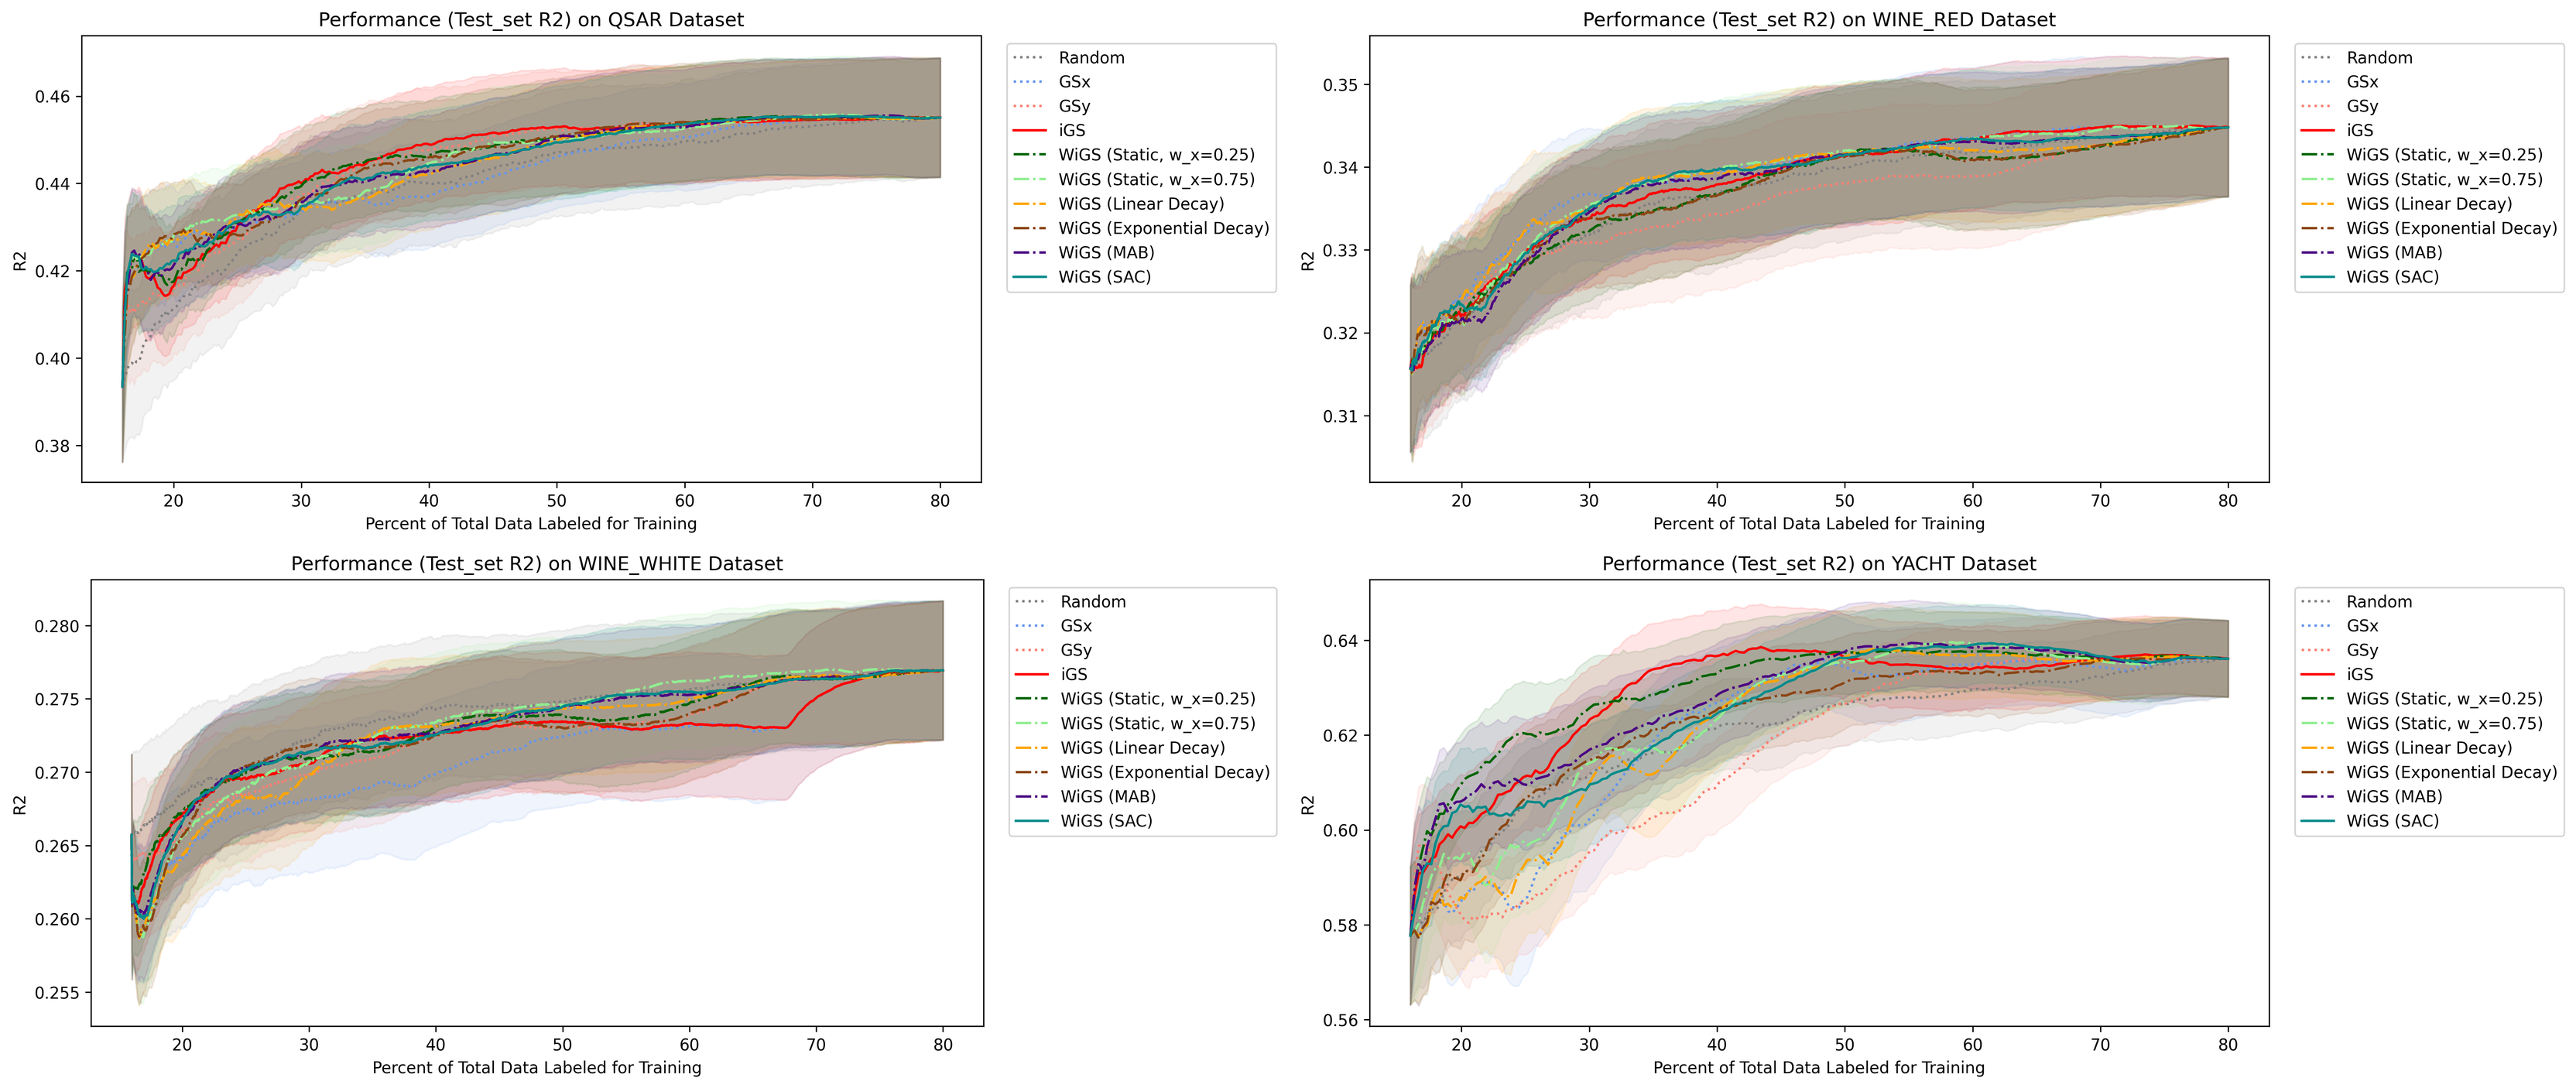 Performance (Test_set R2) on QSAR Dataset
R2
0.46
0.44
0.42
0.40
0.38
20 30 40 50 60 70 80
Percent of Total Data Labeled for Training
Random
GSx
GSy
iGS
WiGS (Static, w_x=0.25)
WiGS (Static, w_x=0.75)
WiGS (Linear Decay)
WiGS (Exponential Decay)
WiGS (MAB)
WiGS (SAC)
Performance (Test_set R2) on WINE_RED Dataset
R2
0.35
0.34
0.33
0.32
0.31
20 30 40 50 60 70 80
Percent of Total Data Labeled for Training
Random
GSx
GSy
iGS
WiGS (Static, w_x=0.25)
WiGS (Static, w_x=0.75)
WiGS (Linear Decay)
WiGS (Exponential Decay)
WiGS (MAB)
WiGS (SAC)
Performance (Test_set R2) on WINE_WHITE Dataset
R2
0.280
0.275
0.270
0.265
0.260
0.255
20 30 40 50 60 70 80
Percent of Total Data Labeled for Training
Random
GSx
GSy
iGS
WiGS (Static, w_x=0.25)
WiGS (Static, w_x=0.75)
WiGS (Linear Decay)
WiGS (Exponential Decay)
WiGS (MAB)
WiGS (SAC)
Performance (Test_set R2) on YACHT Dataset
R2
0.64
0.62
0.60
0.58
0.56
20 30 40 50 60 70 80
Percent of Total Data Labeled for Training
Random
GSx
GSy
iGS
WiGS (Static, w_x=0.25)
WiGS (Static, w_x=0.75)
WiGS (Linear Decay)
WiGS (Exponential Decay)
WiGS (MAB)
WiGS (SAC)